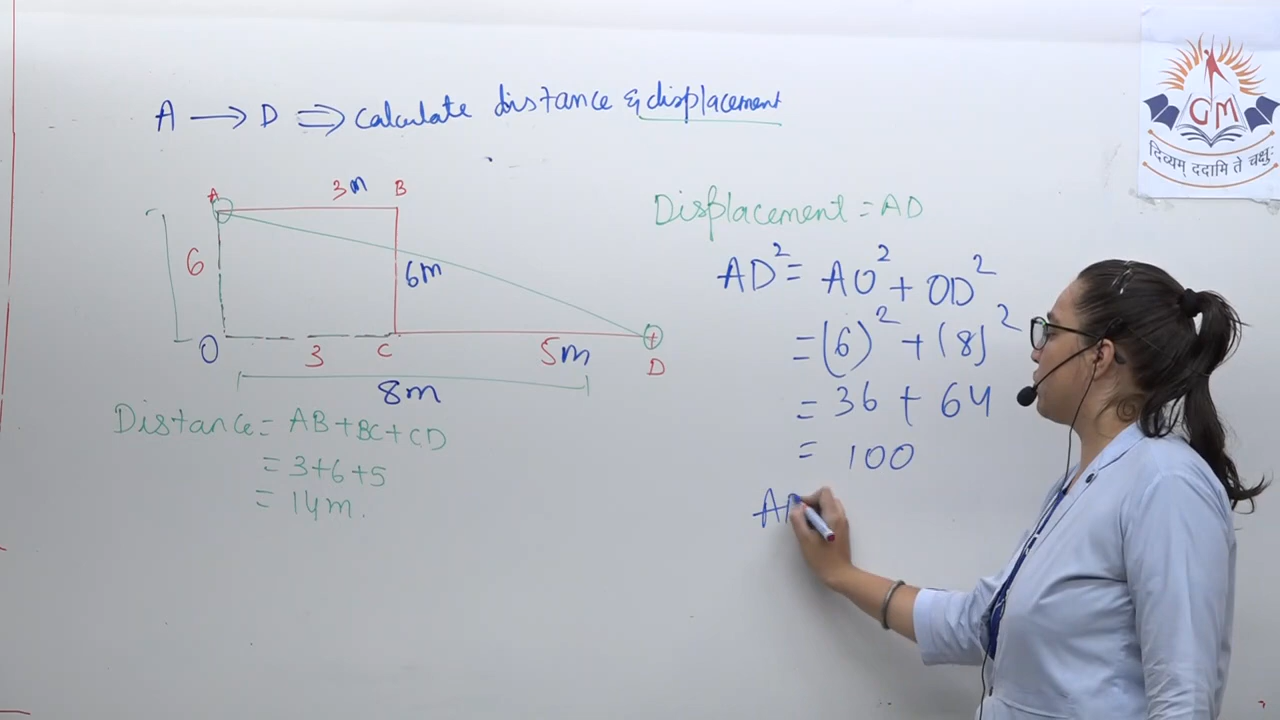 A → D ⇒ Calculate distance & displacement
GM
दिव्यम् ददामि ते चक्षुः
A 3m B
6
6m
O 3 C 5m D
8m
Distance = AB+BC+CD
= 3+6+5
= 14m.
Displacement = AD
AD² = AO² + OD²
= (6)² + (8)²
= 36 + 64
= 100
AD